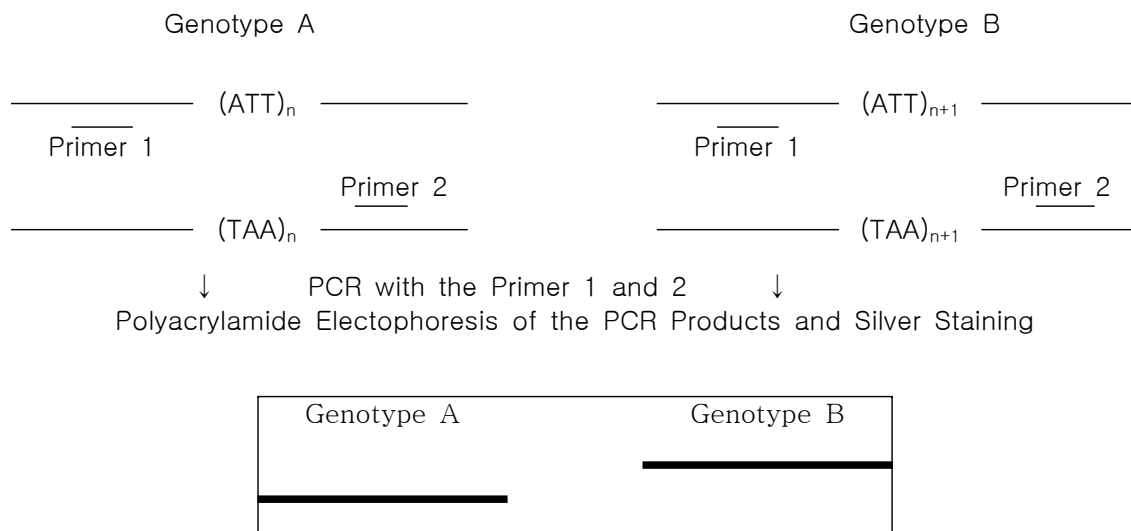 Genotype A Genotype B
(ATT)n (ATT)n+1
Primer 1 Primer 1
Primer 2 Primer 2
(TAA)n (TAA)n+1
↓ PCR with the Primer 1 and 2 ↓
Polyacrylamide Electophoresis of the PCR Products and Silver Staining
Genotype A Genotype B